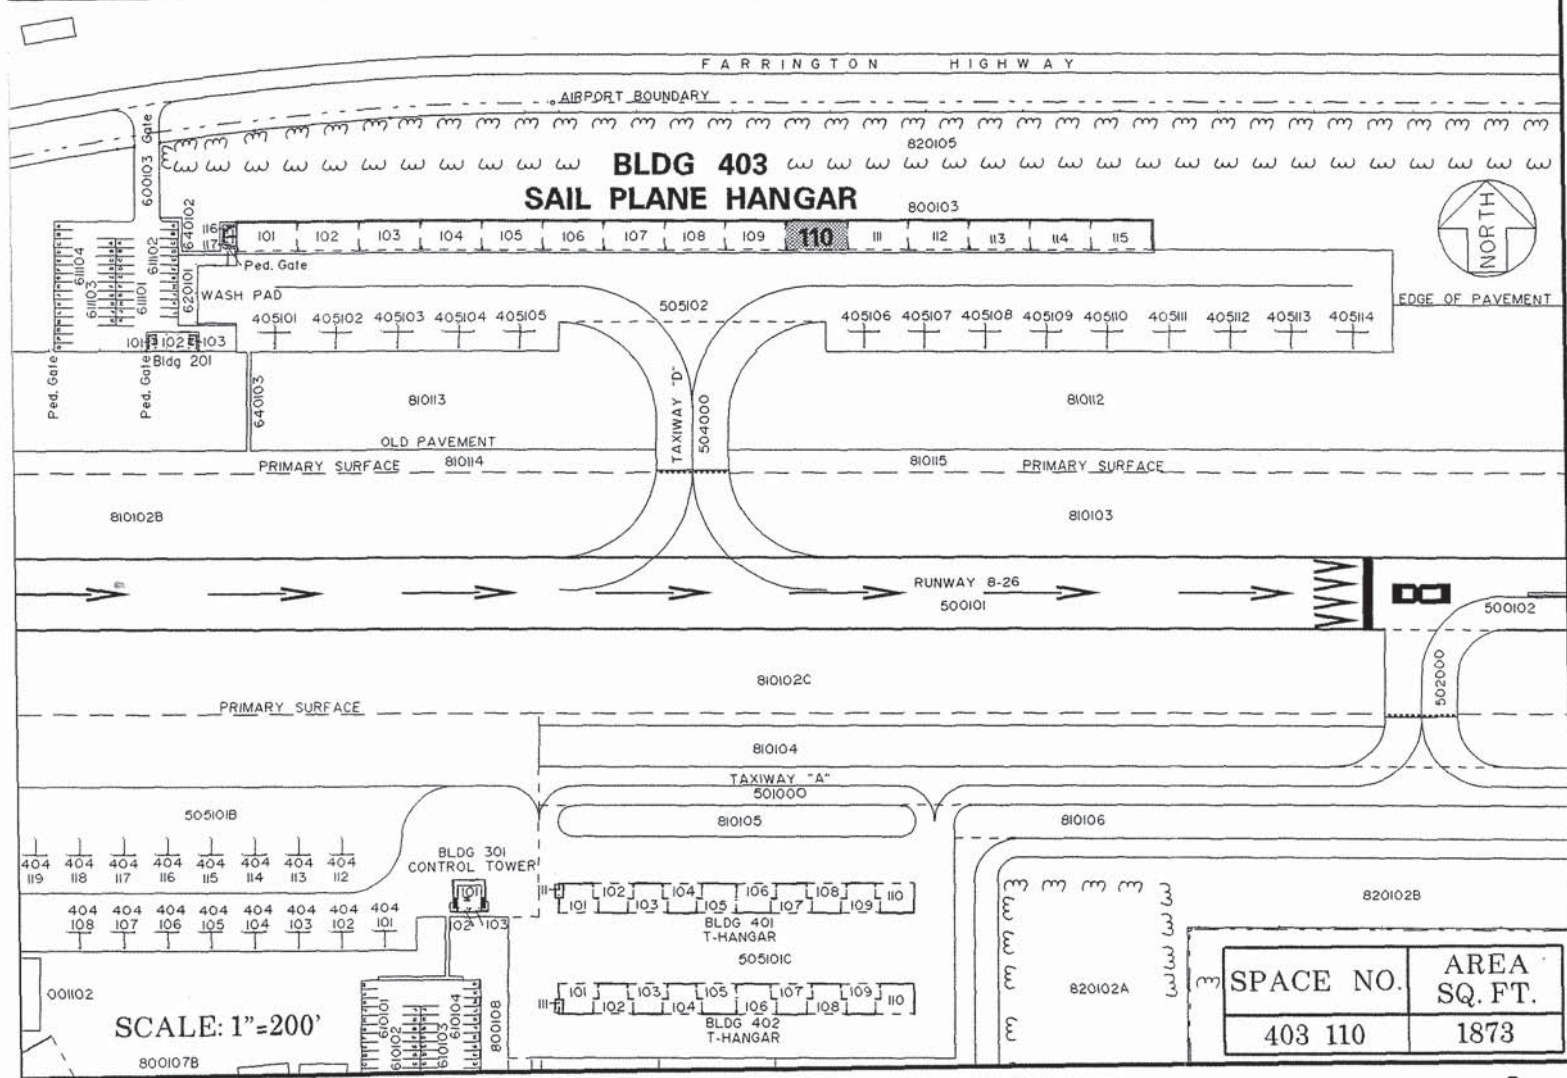 FARRINGTON HIGHWAY
AIRPORT BOUNDARY
820105
600103 Gate
BLDG 403
SAIL PLANE HANGAR
800103
640102
116
117
101 102 103 104 105 106 107 108 109 110 111 112 113 114 115
NORTH
Ped. Gate
611104
611103
611101
611102
620101
WASH PAD
505102
EDGE OF PAVEMENT
405101 405102 405103 405104 405105
405106 405107 405108 405109 405110 405111 405112 405113 405114
101 102 103
Bldg 201
Ped. Gate
Ped. Gate
640103
810113
TAXIWAY "D"
504000
810112
OLD PAVEMENT
PRIMARY SURFACE
810114
810115
PRIMARY SURFACE
810102B
810103
RUNWAY 8-26
500101
8
500102
810102C
502000
PRIMARY SURFACE
810104
TAXIWAY "A"
501000
505101B
810105
810106
404 404 404 404 404 404 404 404
119 118 117 116 115 114 113 112
BLDG 301
CONTROL TOWER
101
102 103
404 404 404 404 404 404 404 404
108 107 106 105 104 103 102 101
111
102 104 106 108 110
101 103 105 107 109
BLDG 401
T-HANGAR
505101C
820102B
111
101 103 105 107 109 110
102 104 106 108
BLDG 402
T-HANGAR
820102A
001102
SCALE: 1"=200'
610101
610102
610103
610104
800108
800107B
SPACE NO. AREA SQ. FT.
403 110 1873